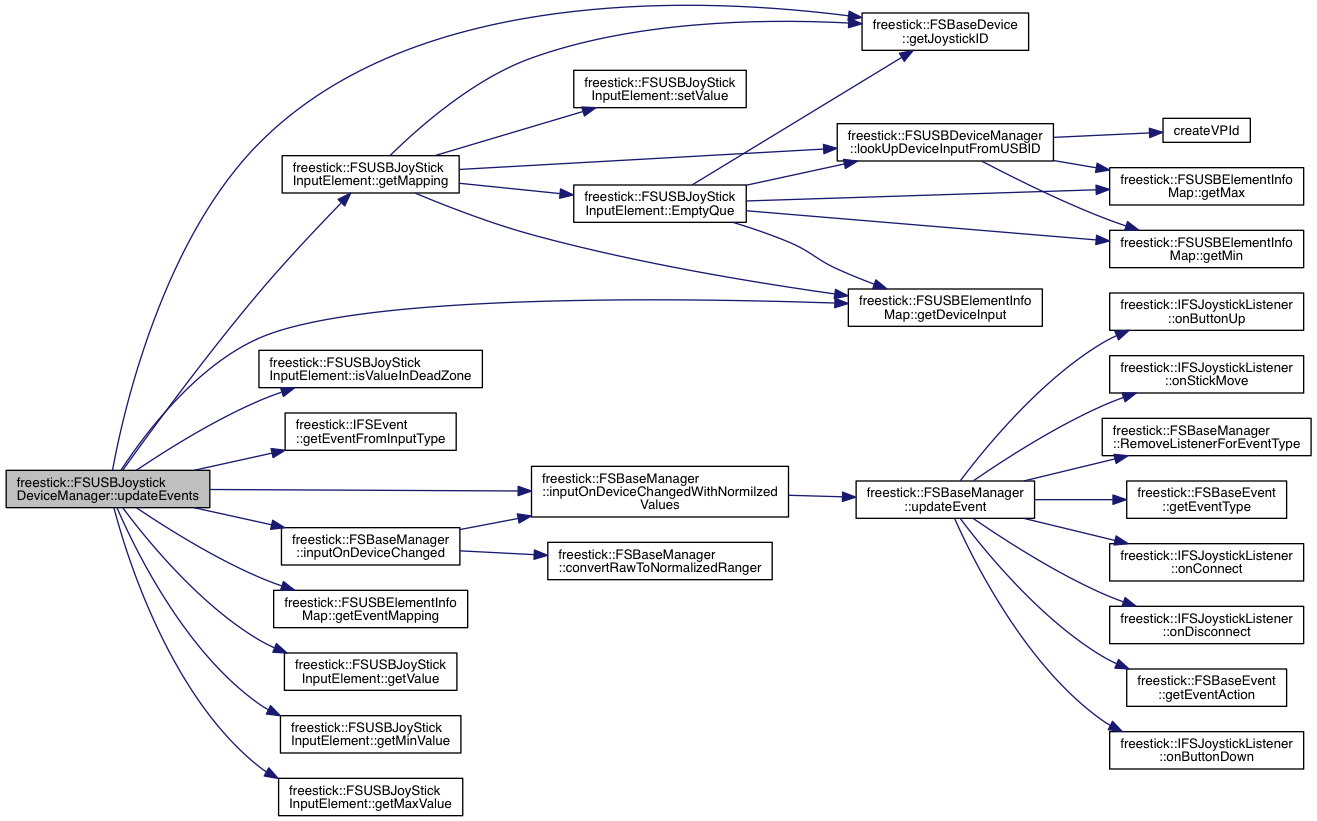 freestick::FSUSBJoystick
DeviceManager::updateEvents
freestick::FSBaseDevice
::getJoystickID
freestick::FSUSBJoyStick
InputElement::getMapping
freestick::FSUSBJoyStick
InputElement::setValue
freestick::FSUSBDeviceManager
::lookUpDeviceInputFromUSBID
createVPId
freestick::FSUSBElementInfo
Map::getMax
freestick::FSUSBElementInfo
Map::getMin
freestick::FSUSBJoyStick
InputElement::EmptyQue
freestick::FSUSBElementInfo
Map::getDeviceInput
freestick::FSUSBJoyStick
InputElement::isValueInDeadZone
freestick::IFSEvent
::getEventFromInputType
freestick::FSBaseManager
::inputOnDeviceChangedWithNormilzed
Values
freestick::FSBaseManager
::inputOnDeviceChanged
freestick::FSBaseManager
::convertRawToNormalizedRanger
freestick::FSUSBElementInfo
Map::getEventMapping
freestick::FSUSBJoyStick
InputElement::getValue
freestick::FSUSBJoyStick
InputElement::getMinValue
freestick::FSUSBJoyStick
InputElement::getMaxValue
freestick::FSBaseManager
::updateEvent
freestick::IFSJoystickListener
::onButtonUp
freestick::IFSJoystickListener
::onStickMove
freestick::FSBaseManager
::RemoveListenerForEventType
freestick::FSBaseEvent
::getEventType
freestick::IFSJoystickListener
::onConnect
freestick::IFSJoystickListener
::onDisconnect
freestick::FSBaseEvent
::getEventAction
freestick::IFSJoystickListener
::onButtonDown